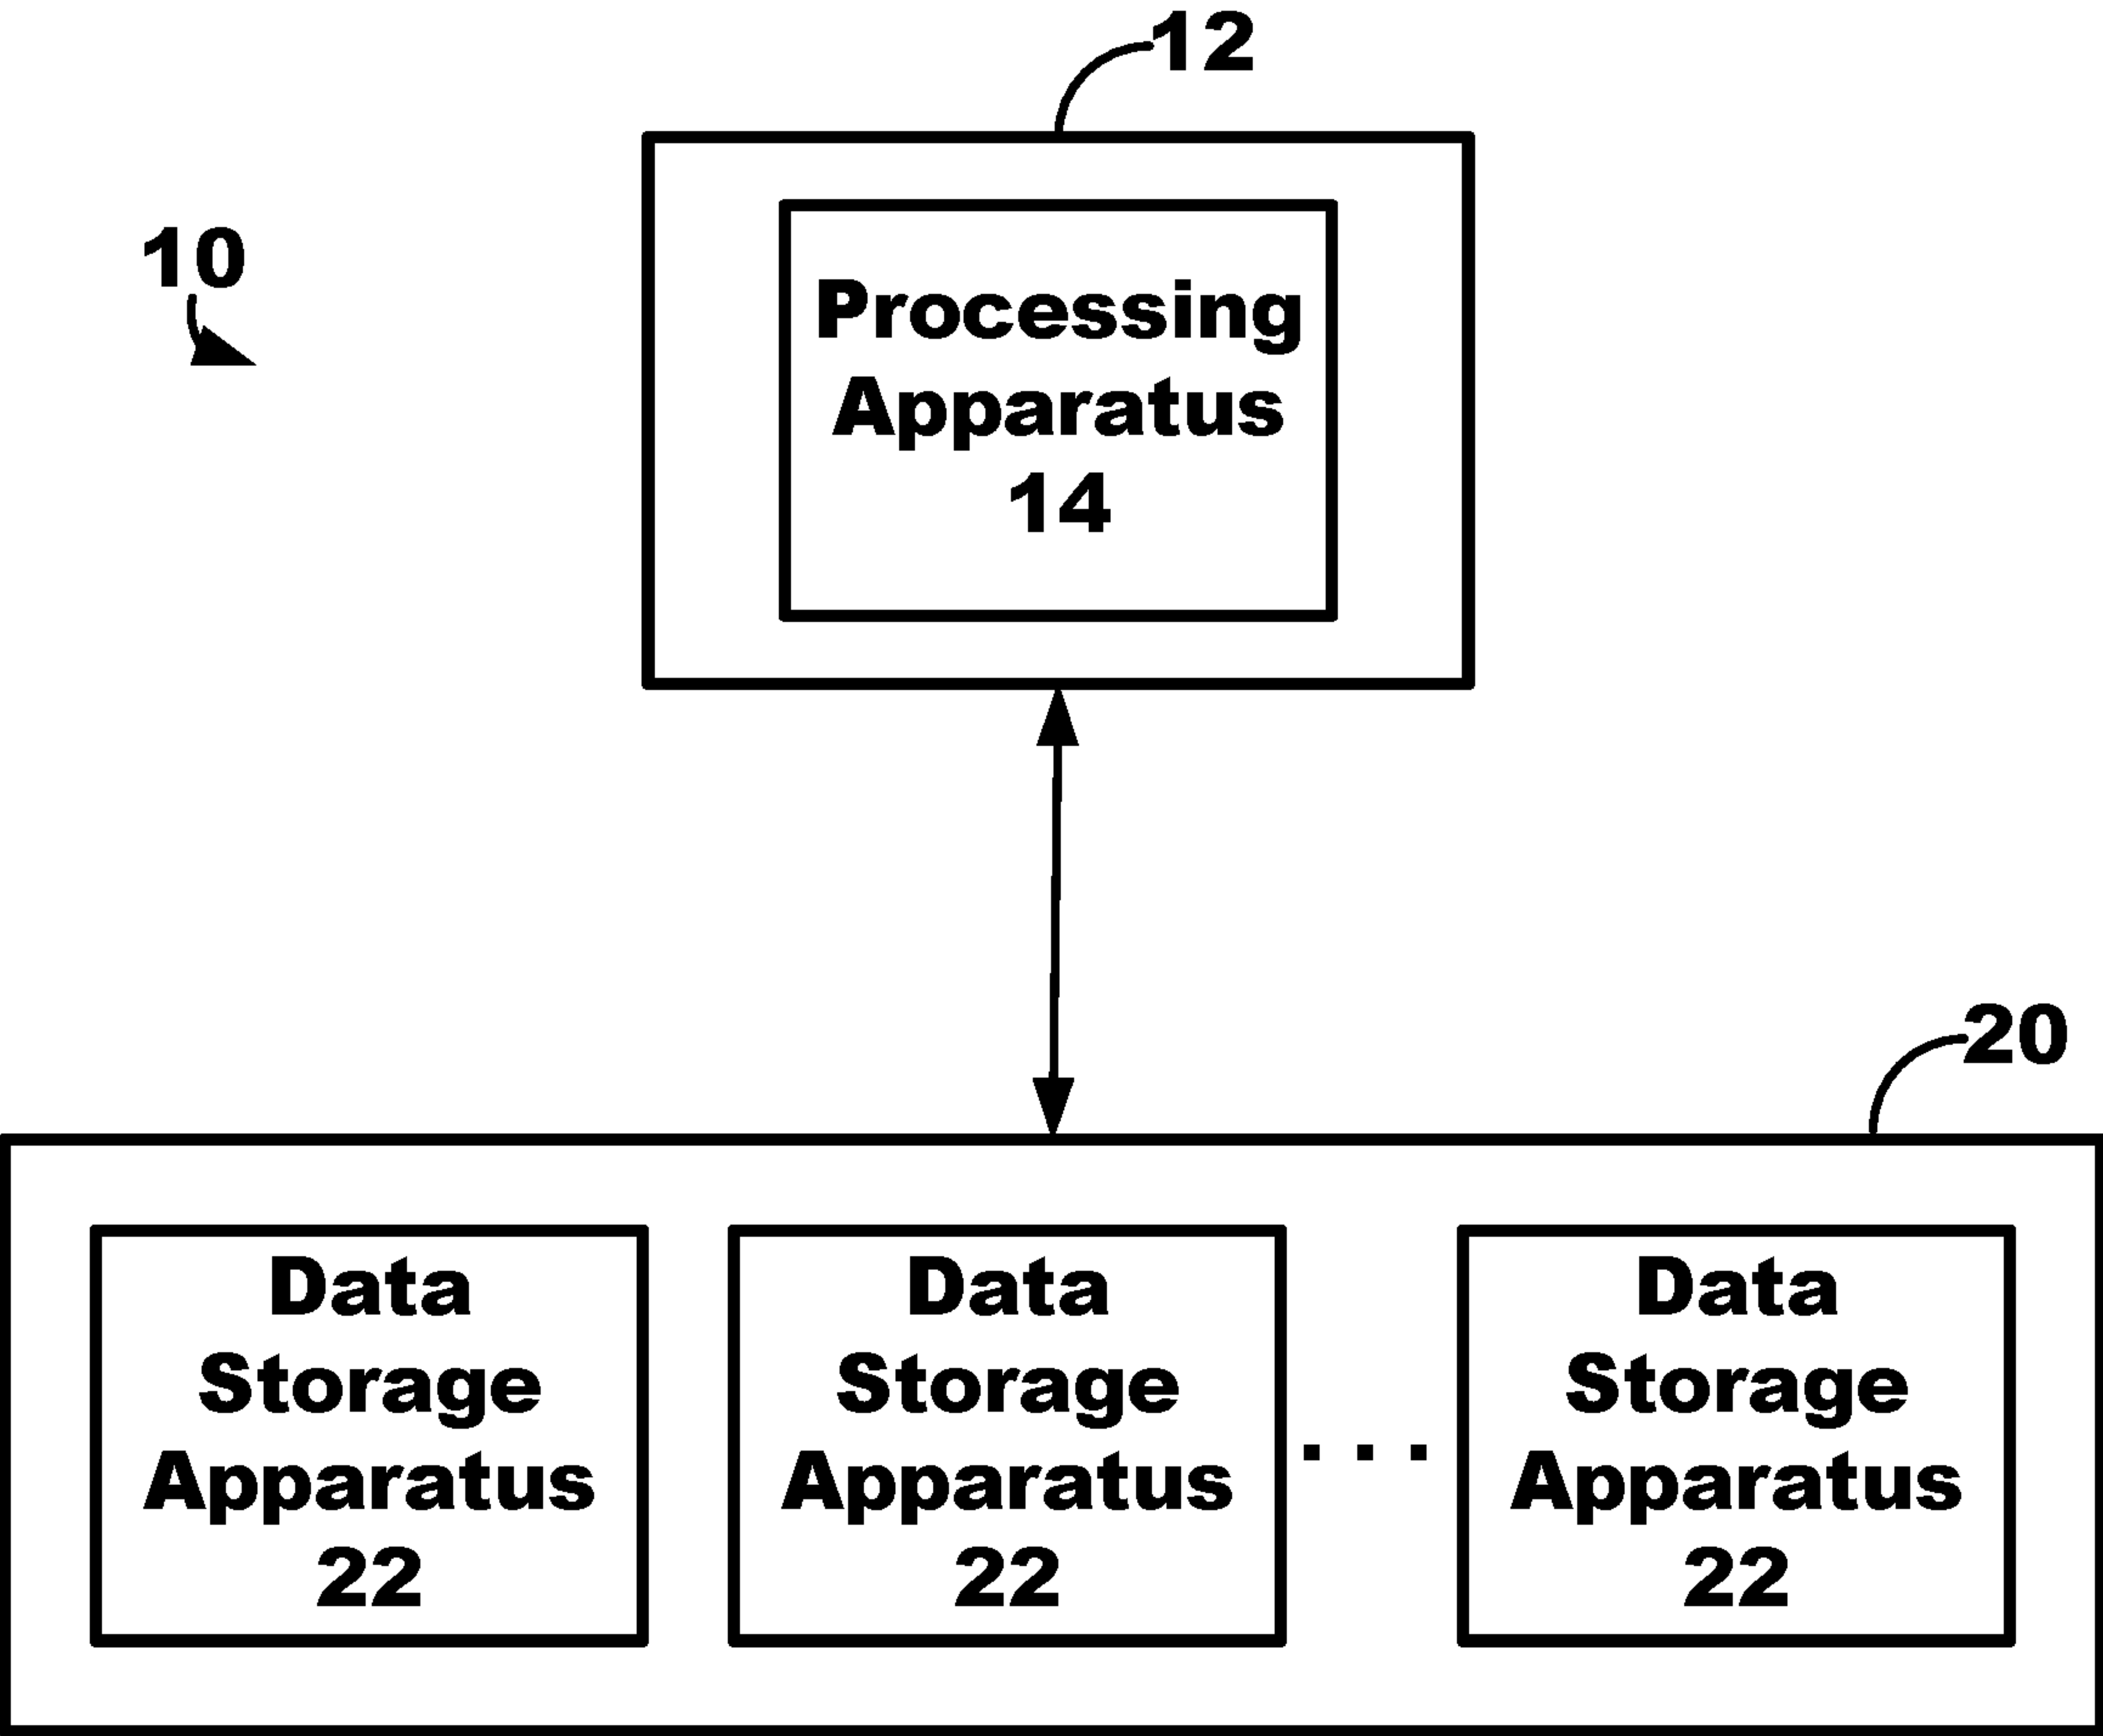 12
10
Processing
Apparatus
14
20
Data
Storage
Apparatus
22
Data
Storage
Apparatus
22
. . .
Data
Storage
Apparatus
22